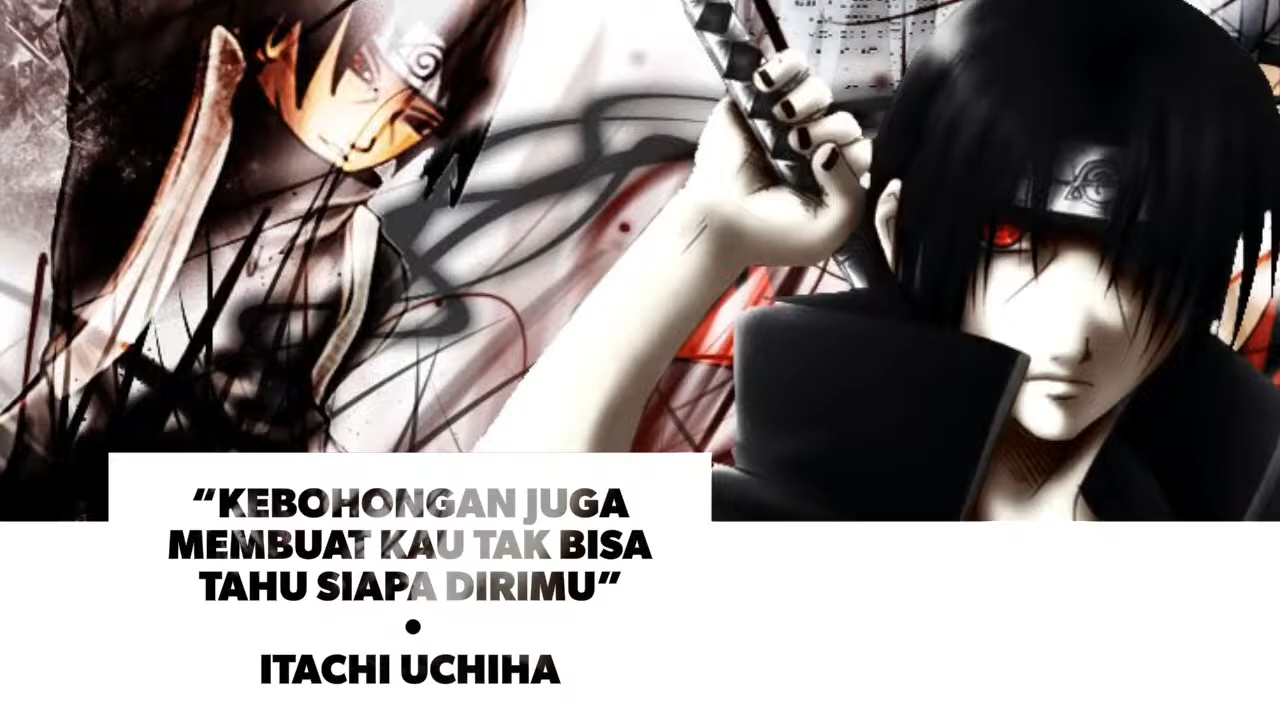 “KEBOHONGAN JUGA
MEMBUAT KAU TAK BISA
TAHU SIAPA DIRIMU”
•
ITACHI UCHIHA